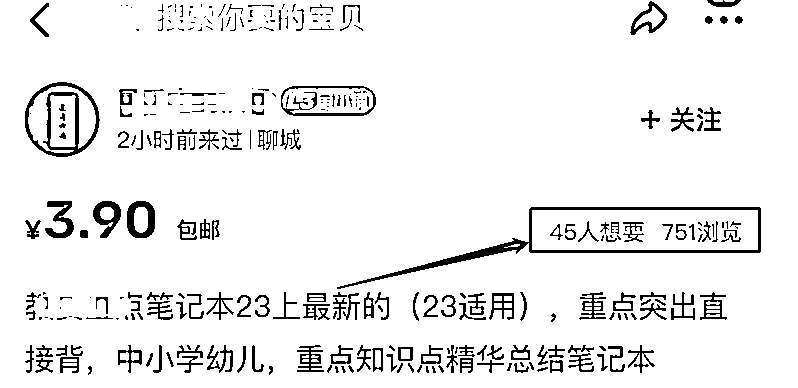 搜索你要的宝贝
2小时前来过 | 聊城
+ 关注
¥3.90 包邮
45人想要 751浏览
点笔记本23上最新的（23适用），重点突出直
接背，中小学幼儿，重点知识点精华总结笔记本